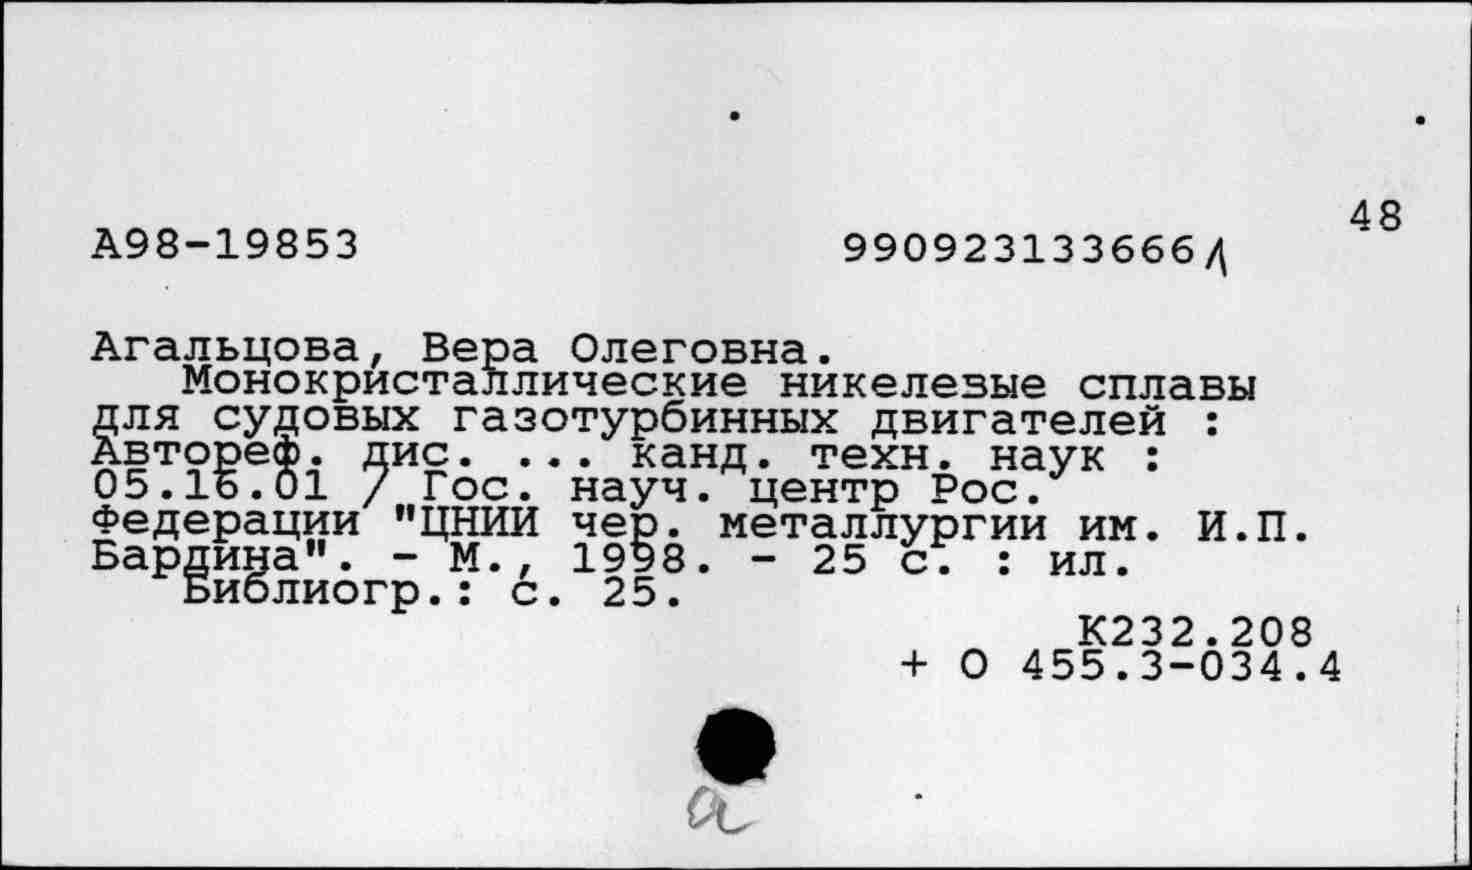 48
А98-19853 990923133666Д
Агальцова, Вера Олеговна.
Монокристаллические никелевые сплавы
для судовых газотурбинных двигателей :
Автореф. дис. ... канд. техн. наук :
05.16.01 / Гос. науч. центр Рос.
Федерации "ЦНИИ чер. металлургии им. И.П.
Бардина". - М., 1998. - 25 с. : ил.
Библиогр.: с. 25.
К232.208
+ О 455.3-034.4